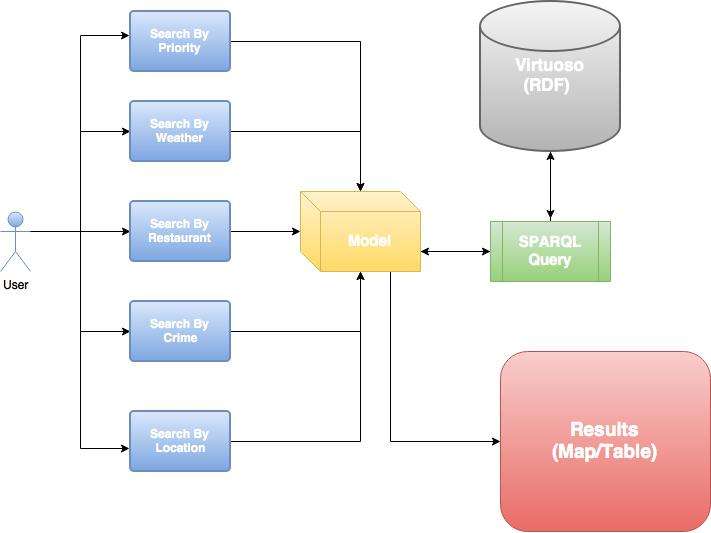 Search By
Priority
Search By
Weather
Search By
Restaurant
Search By
Crime
Search By
Location
User
Model
Virtuoso
(RDF)
SPARQL
Query
Results
(Map/Table)